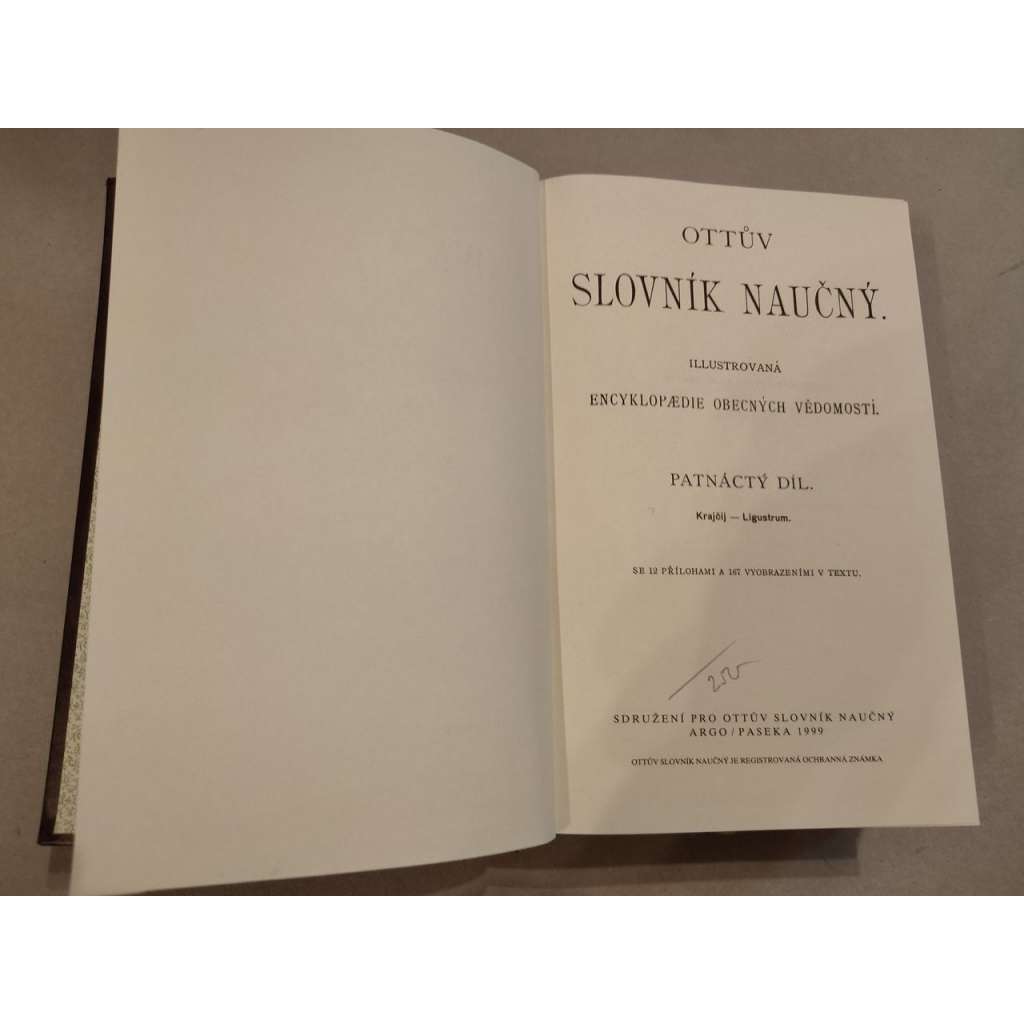 OTTŮV
SLOVNÍK NAUČNÝ.
ILLUSTROVANÁ
ENCYKLOPÆDIE OBECNÝCH VĚDOMOSTÍ.
PATNÁCTÝ DÍL.
Krajčij — Ligustrum.
SE 12 PŘÍLOHAMI A 167 VYOBRAZENÍMI V TEXTU.
SDRUŽENÍ PRO OTTŮV SLOVNÍK NAUČNÝ
ARGO / PASEKA 1999
OTTŮV SLOVNÍK NAUČNÝ JE REGISTROVANÁ OCHRANNÁ ZNÁMKA